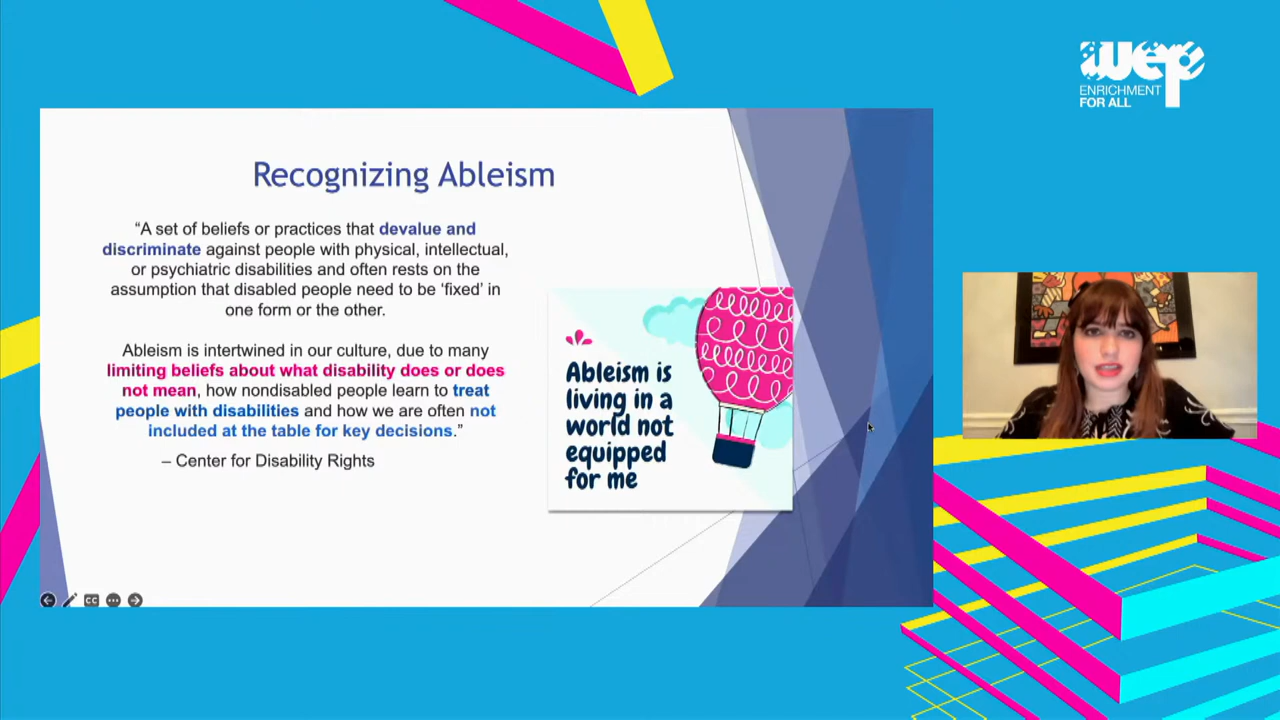 wep
ENRICHMENT
FOR ALL
Recognizing Ableism
“A set of beliefs or practices that devalue and
discriminate against people with physical, intellectual,
or psychiatric disabilities and often rests on the
assumption that disabled people need to be ‘fixed’ in
one form or the other.
Ableism is intertwined in our culture, due to many
limiting beliefs about what disability does or does
not mean, how nondisabled people learn to treat
people with disabilities and how we are often not
included at the table for key decisions.”
– Center for Disability Rights
Ableism is
living in a
world not
equipped
for me
CC